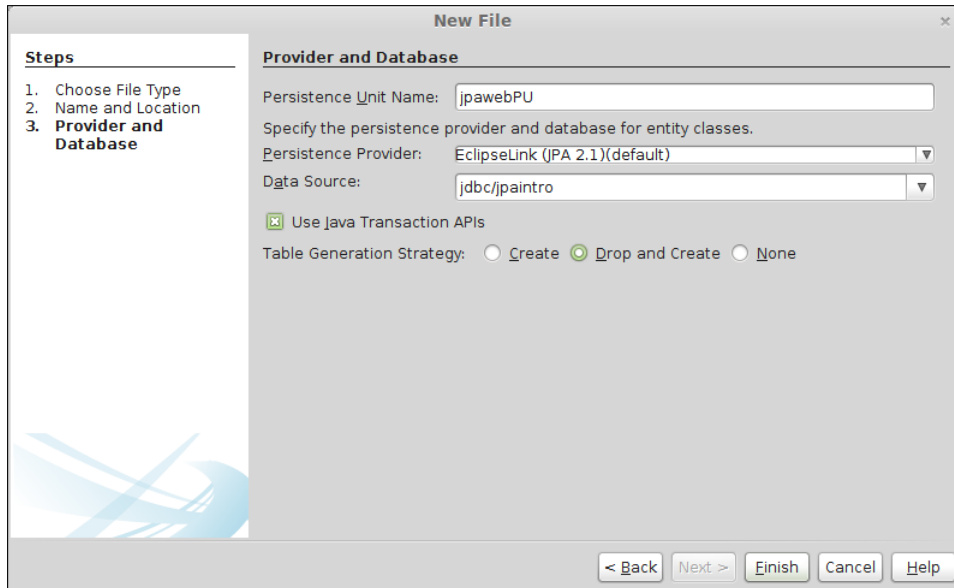 New File
Steps
1. Choose File Type
2. Name and Location
3. Provider and
Database
Provider and Database
Persistence Unit Name: jpawebPU
Specify the persistence provider and database for entity classes.
Persistence Provider: EclipseLink (JPA 2.1)(default)
Data Source: jdbc/jpaintro
Use Java Transaction APIs
Table Generation Strategy: Create Drop and Create None
< Back Next > Finish Cancel Help